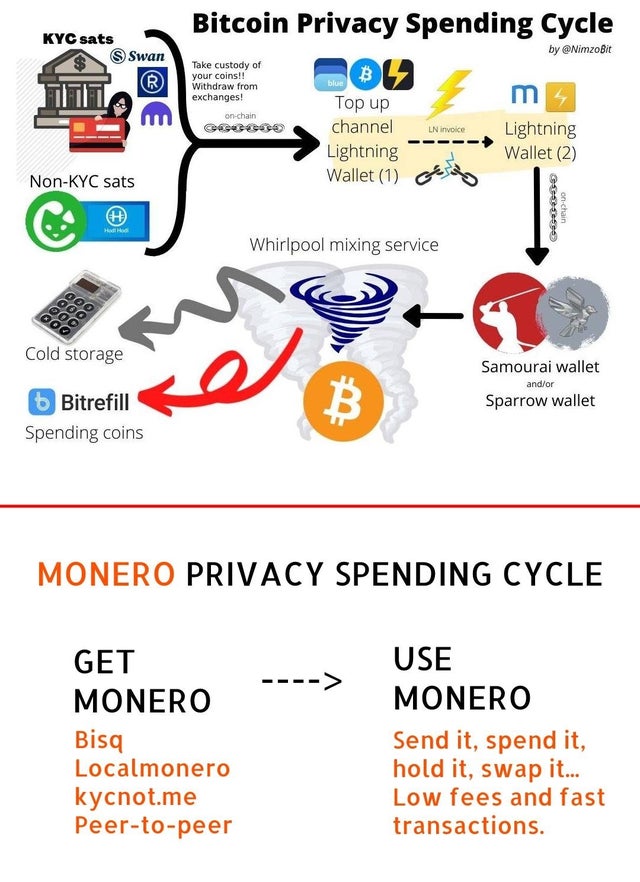 Bitcoin Privacy Spending Cycle
by @NimzoBit
KYC sats
Swan
Take custody of
your coins!!
Withdraw from
exchanges!
on-chain
Non-KYC sats
Hodl Hodl
blue
Top up
channel
Lightning
Wallet (1)
LN invoice
m
Lightning
Wallet (2)
on-chain
Whirlpool mixing service
Samourai wallet
and/or
Sparrow wallet
Cold storage
b Bitrefill
Spending coins
MONERO PRIVACY SPENDING CYCLE
GET
MONERO
---->
USE
MONERO
Bisq
Localmonero
kycnot.me
Peer-to-peer
Send it, spend it,
hold it, swap it...
Low fees and fast
transactions.